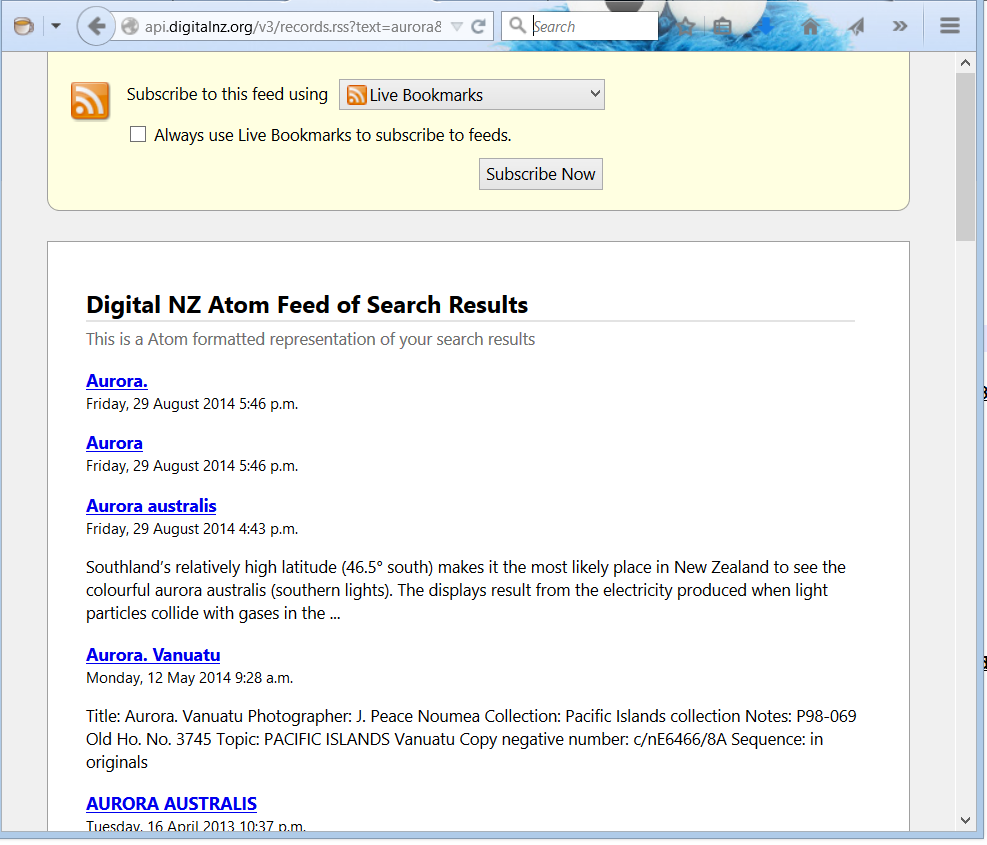 api.digitalnz.org/v3/records.rss?text=aurora&
Search
Subscribe to this feed using Live Bookmarks
Always use Live Bookmarks to subscribe to feeds.
Subscribe Now
Digital NZ Atom Feed of Search Results
This is a Atom formatted representation of your search results
Aurora.
Friday, 29 August 2014 5:46 p.m.
Aurora
Friday, 29 August 2014 5:46 p.m.
Aurora australis
Friday, 29 August 2014 4:43 p.m.
Southland’s relatively high latitude (46.5° south) makes it the most likely place in New Zealand to see the
colourful aurora australis (southern lights). The displays result from the electricity produced when light
particles collide with gases in the ...
Aurora. Vanuatu
Monday, 12 May 2014 9:28 a.m.
Title: Aurora. Vanuatu Photographer: J. Peace Noumea Collection: Pacific Islands collection Notes: P98-069
Old Ho. No. 3745 Topic: PACIFIC ISLANDS Vanuatu Copy negative number: c/nE6466/8A Sequence: in
originals
AURORA AUSTRALIS
Tuesday, 16 April 2013 10:37 p.m.